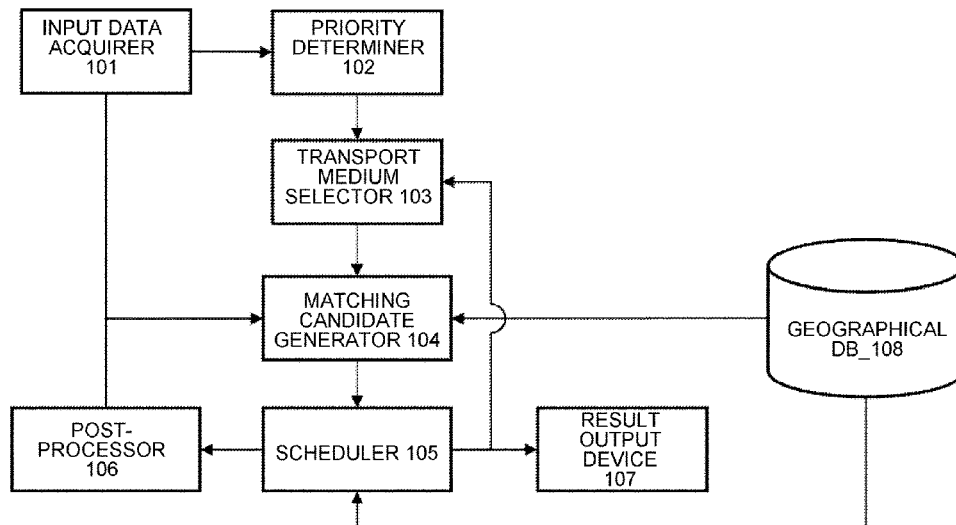 INPUT DATA
ACQUIRER
101
PRIORITY
DETERMINER
102
TRANSPORT
MEDIUM
SELECTOR 103
MATCHING
CANDIDATE
GENERATOR 104
GEOGRAPHICAL
DB_108
POST-
PROCESSOR
106
SCHEDULER 105
RESULT
OUTPUT
DEVICE
107